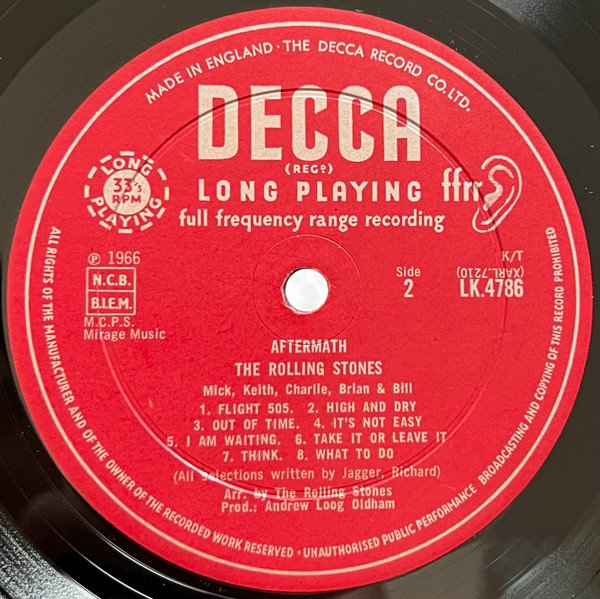 MADE IN ENGLAND · THE DECCA RECORD CO. LTD.
DECCA
(REGD)
LONG PLAYING ffrr
full frequency range recording
LONG
33⅓
RPM
PLAYING
℗ 1966
N.C.B.
B.I.E.M.
M.C.P.S.
Mirage Music
Side
2
K/T
(XARL.7210)
LK.4786
AFTERMATH
THE ROLLING STONES
Mick, Keith, Charlie, Brian & Bill
1. FLIGHT 505. 2. HIGH AND DRY
3. OUT OF TIME. 4. IT'S NOT EASY
5. I AM WAITING. 6. TAKE IT OR LEAVE IT
7. THINK. 8. WHAT TO DO
(All selections written by Jagger, Richard)
Arr. by The Rolling Stones
Prod.: Andrew Loog Oldham
ALL RIGHTS OF THE MANUFACTURER AND OF THE OWNER OF THE RECORDED WORK RESERVED · UNAUTHORISED PUBLIC PERFORMANCE BROADCASTING AND COPYING OF THIS RECORD PROHIBITED